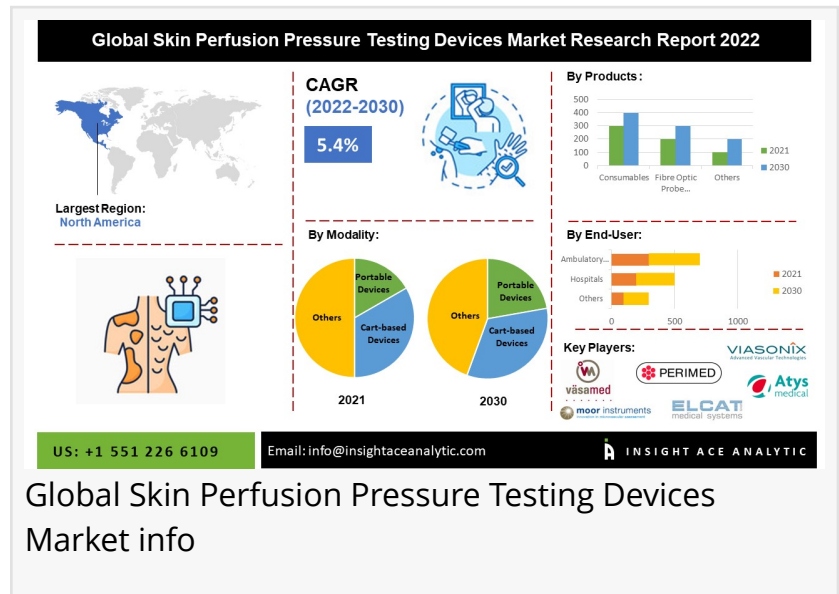 Global Skin Perfusion Pressure Testing Devices Market Research Report 2022
Largest Region:
North America
CAGR
(2022-2030)
5.4%
By Products:
500
400
300
200
100
0
Consumables
Fibre Optic
Probe...
Others
2021
2030
By Modality:
Portable
Devices
Others
Cart-based
Devices
2021
Portable
Devices
Others
Cart-based
Devices
2030
By End-User:
Ambulatory...
Hospitals
Others
0
500
1000
2021
2030
Key Players:
VIASONIX
Advanced Vascular Technologies
väsamed
PERIMED
Atys
medical
moor instruments
ELCAT
medical systems
US: +1 551 226 6109
Email: info@insightaceanalytic.com
INSIGHT ACE ANALYTIC
Global Skin Perfusion Pressure Testing Devices
Market info